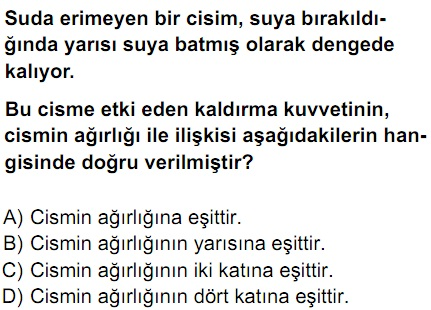 Suda erimeyen bir cisim, suya bırakıldı-
ğında yarısı suya batmış olarak dengede
kalıyor.
Bu cisme etki eden kaldırma kuvvetinin,
cismin ağırlığı ile ilişkisi aşağıdakilerin han-
gisinde doğru verilmiştir?
A) Cismin ağırlığına eşittir.
B) Cismin ağırlığının yarısına eşittir.
C) Cismin ağırlığının iki katına eşittir.
D) Cismin ağırlığının dört katına eşittir.